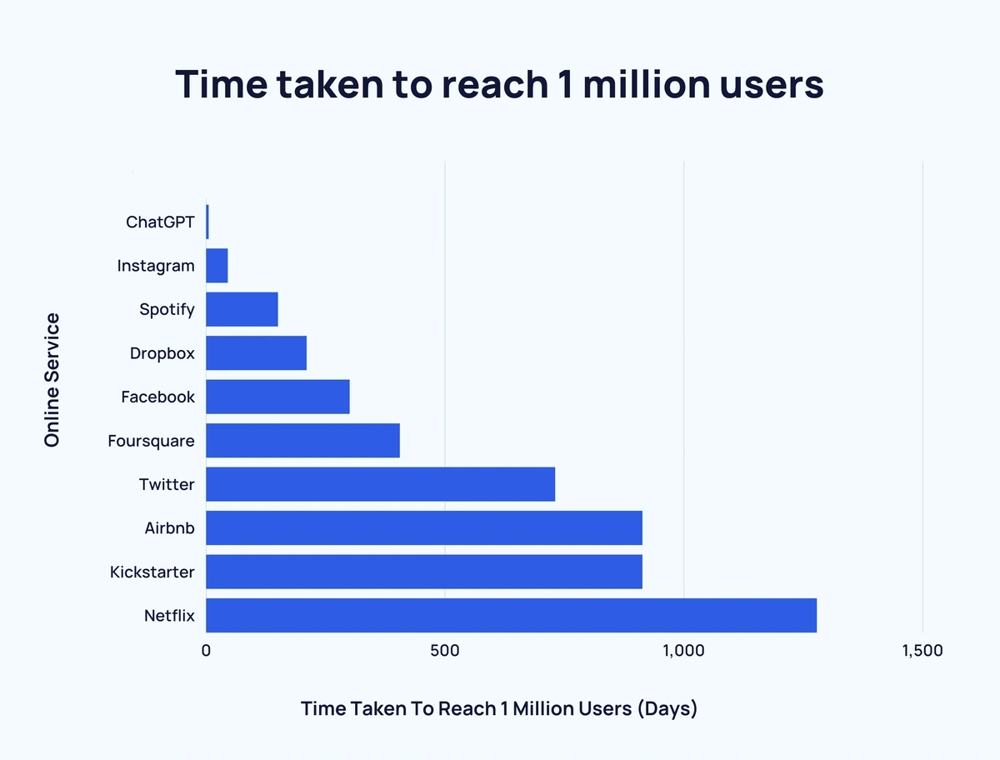 Time taken to reach 1 million users
Online Service
ChatGPT
Instagram
Spotify
Dropbox
Facebook
Foursquare
Twitter
Airbnb
Kickstarter
Netflix
0 500 1,000 1,500
Time Taken To Reach 1 Million Users (Days)